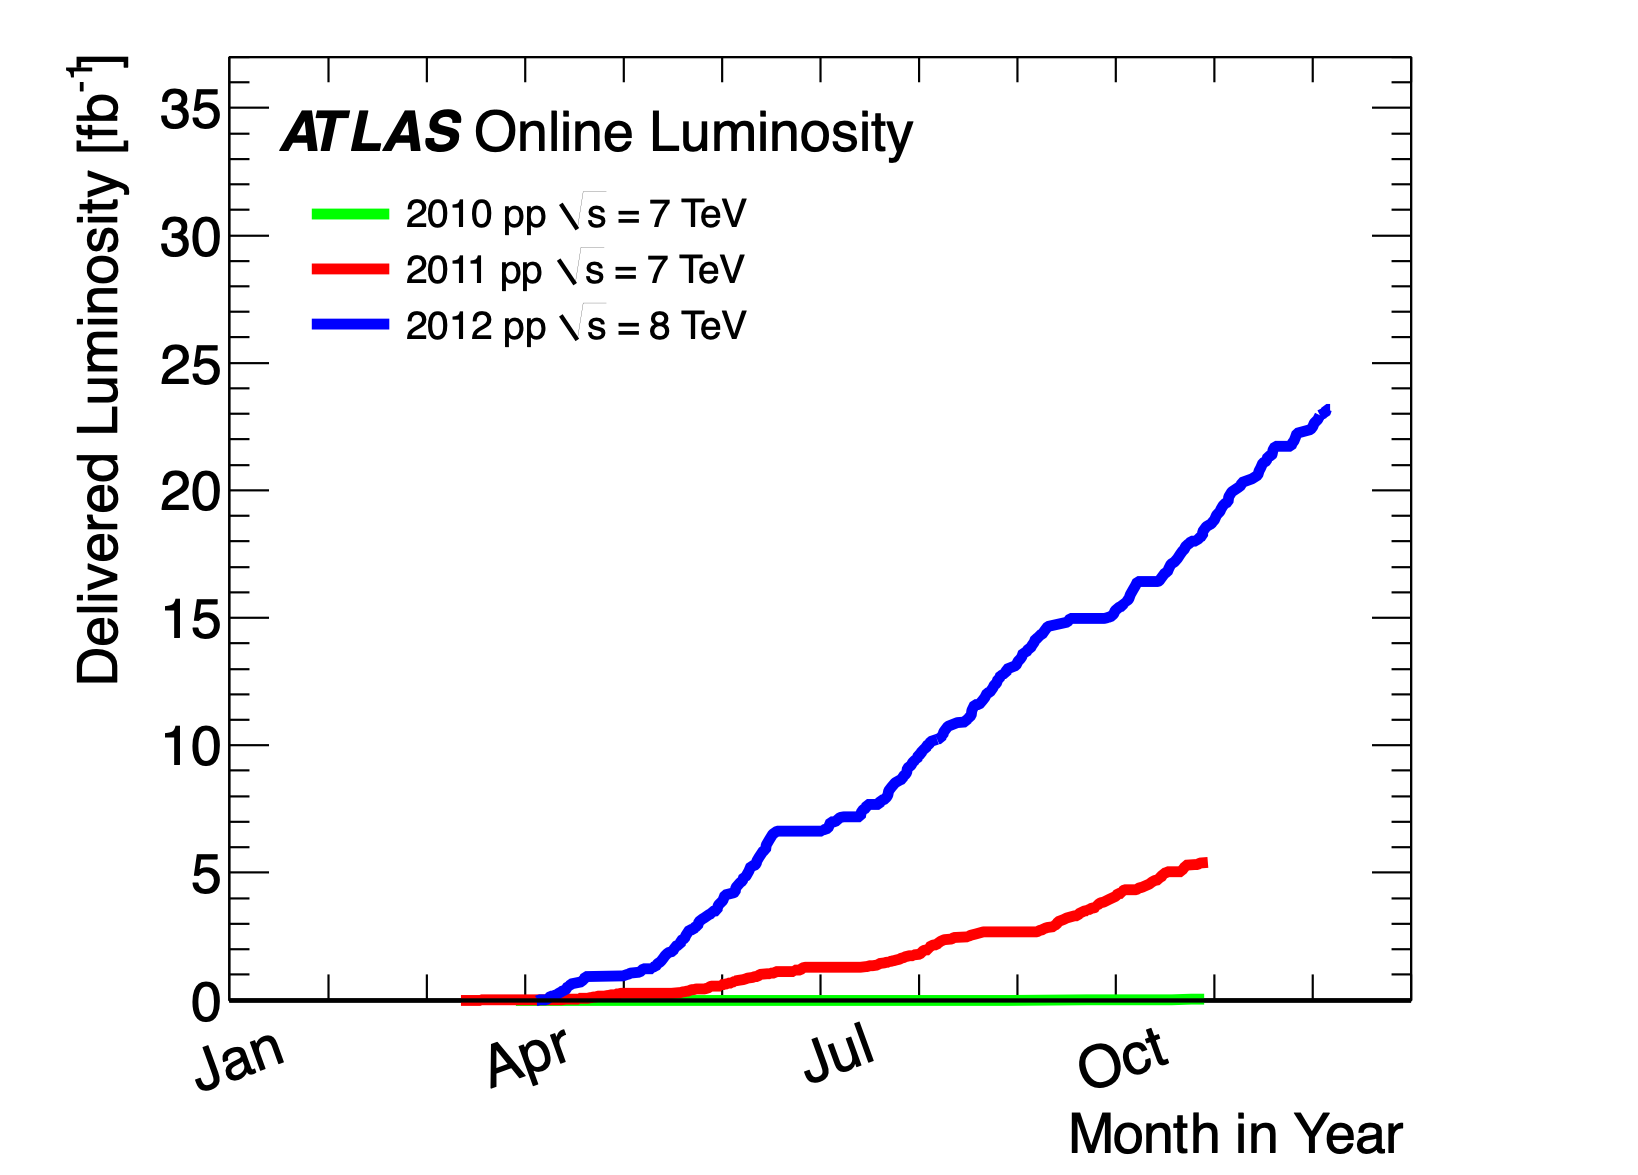 Delivered Luminosity [fb-1]
35
30
25
20
15
10
5
0
ATLAS Online Luminosity
2010 pp √s = 7 TeV
2011 pp √s = 7 TeV
2012 pp √s = 8 TeV
Jan Apr Jul Oct
Month in Year